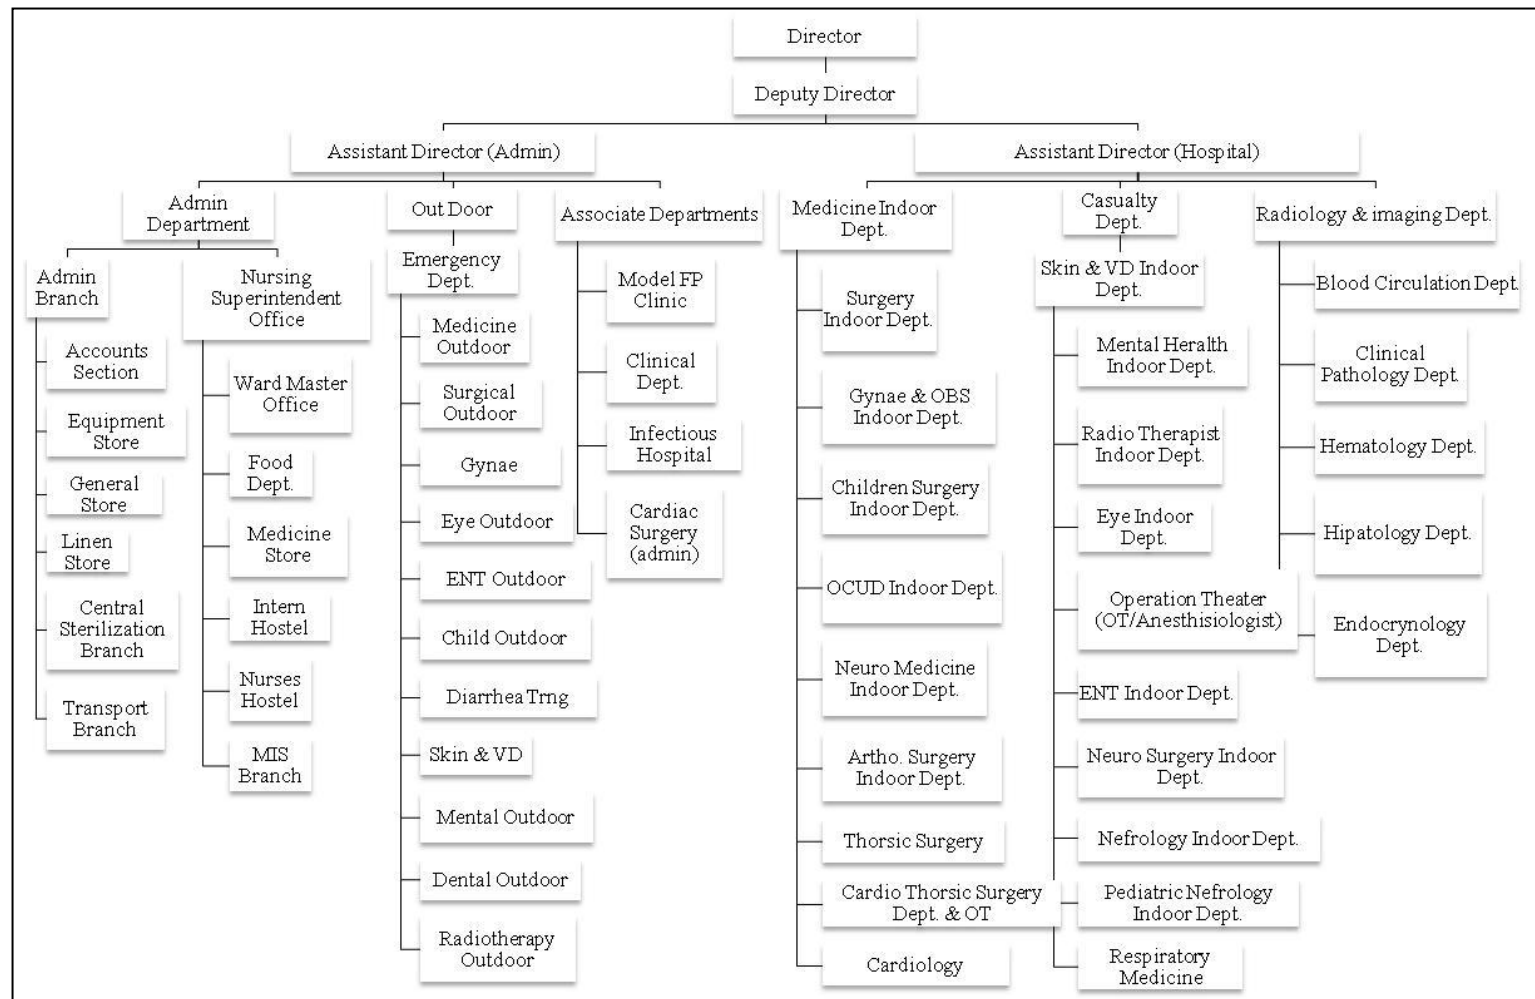 Director
Deputy Director
Assistant Director (Admin)
Assistant Director (Hospital)
Admin
Department
Out Door
Associate Departments
Medicine Indoor
Dept.
Casualty
Dept.
Radiology & imaging Dept.
Admin
Branch
Accounts
Section
Equipment
Store
General
Store
Linen
Store
Central
Sterilization
Branch
Transport
Branch
Nursing
Superintendent
Office
Ward Master
Office
Food
Dept.
Medicine
Store
Intern
Hostel
Nurses
Hostel
MIS
Branch
Emergency
Dept.
Medicine
Outdoor
Surgical
Outdoor
Gynae
Eye Outdoor
ENT Outdoor
Child Outdoor
Diarrhea Trng
Skin & VD
Mental Outdoor
Dental Outdoor
Radiotherapy
Outdoor
Model FP
Clinic
Clinical
Dept.
Infectious
Hospital
Cardiac
Surgery
(admin)
Surgery
Indoor Dept.
Gynae & OBS
Indoor Dept.
Children Surgery
Indoor Dept.
OCUD Indoor Dept.
Neuro Medicine
Indoor Dept.
Artho. Surgery
Indoor Dept.
Thorsic Surgery
Cardio Thorsic Surgery
Dept. & OT
Cardiology
Skin & VD Indoor
Dept.
Mental Heralth
Indoor Dept.
Radio Therapist
Indoor Dept.
Eye Indoor
Dept.
Operation Theater
(OT/Anesthisiologist)
ENT Indoor Dept.
Neuro Surgery Indoor
Dept.
Nefrology Indoor Dept.
Pediatric Nefrology
Indoor Dept.
Respiratory
Medicine
Blood Circulation Dept.
Clinical
Pathology Dept.
Hematology Dept.
Hipatology Dept.
Endocrynology
Dept.